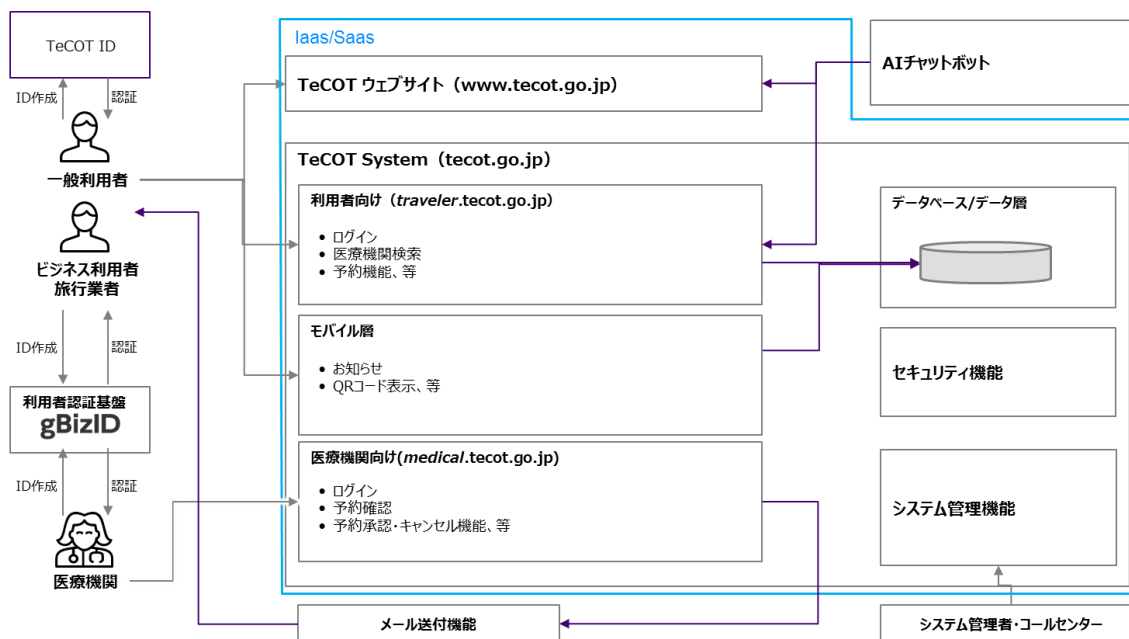 TeCOT ID
ID作成
認証
一般利用者
ビジネス利用者
旅行業者
ID作成
認証
利用者認証基盤
gBizID
ID作成
認証
医療機関
Iaas/Saas
TeCOT ウェブサイト（www.tecot.go.jp）
AIチャットボット
TeCOT System（tecot.go.jp）
利用者向け（traveler.tecot.go.jp）
• ログイン
• 医療機関検索
• 予約機能、等
モバイル層
• お知らせ
• QRコード表示、等
医療機関向け(medical.tecot.go.jp)
• ログイン
• 予約確認
• 予約承認・キャンセル機能、等
データベース/データ層
セキュリティ機能
システム管理機能
メール送付機能
システム管理者・コールセンター